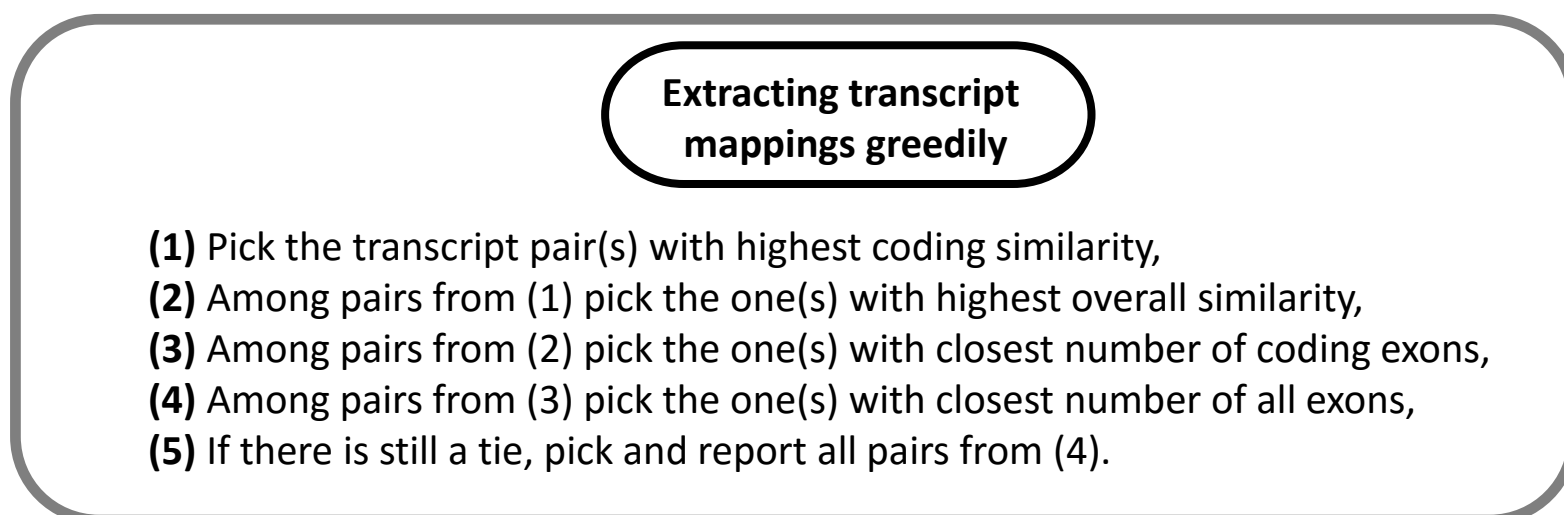 Extracting transcript
mappings greedily
(1) Pick the transcript pair(s) with highest coding similarity,
(2) Among pairs from (1) pick the one(s) with highest overall similarity,
(3) Among pairs from (2) pick the one(s) with closest number of coding exons,
(4) Among pairs from (3) pick the one(s) with closest number of all exons,
(5) If there is still a tie, pick and report all pairs from (4).